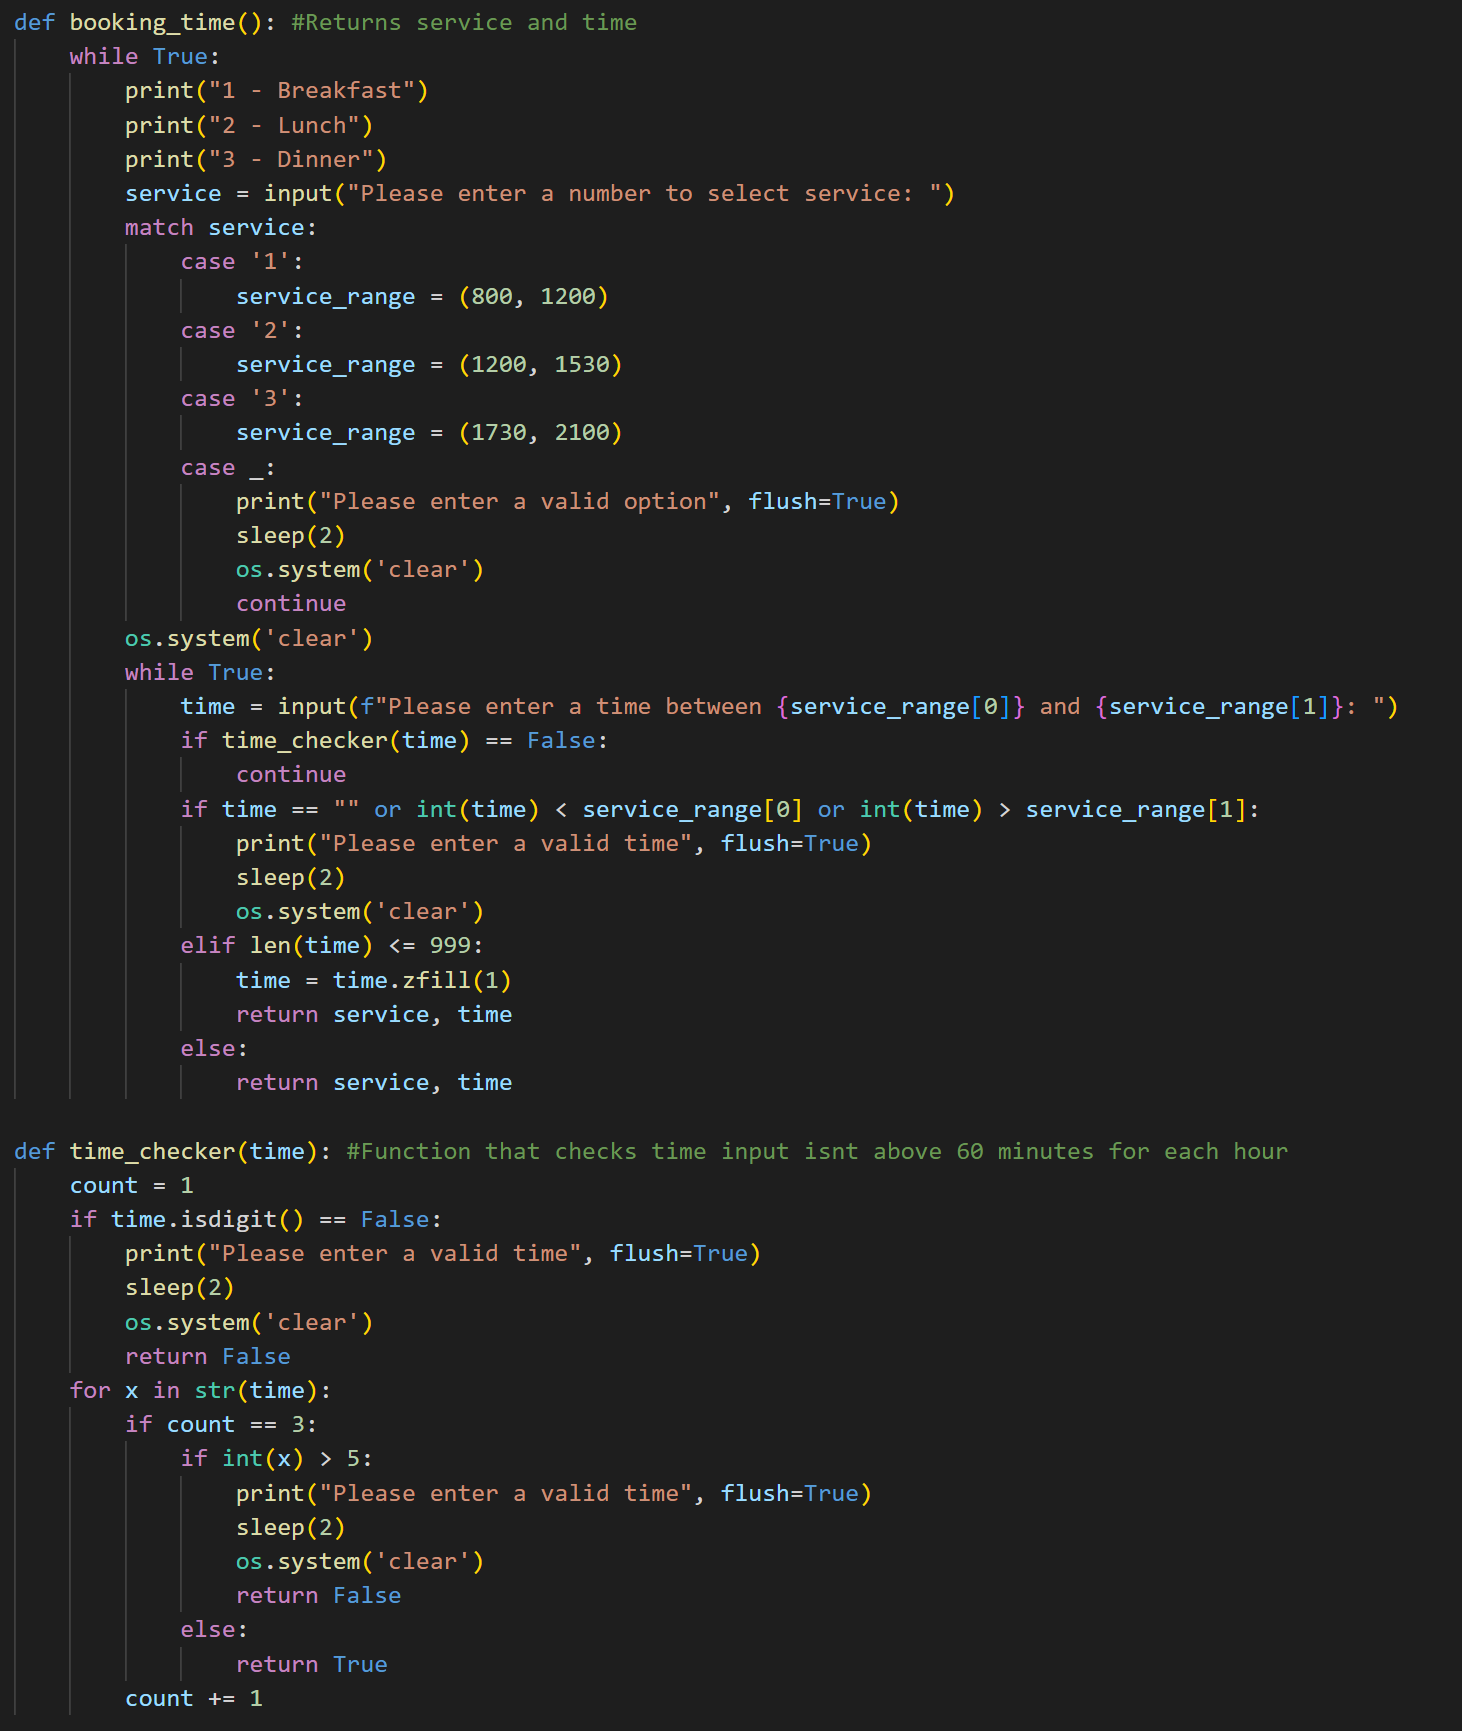 def booking_time(): #Returns service and time
    while True:
        print("1 - Breakfast")
        print("2 - Lunch")
        print("3 - Dinner")
        service = input("Please enter a number to select service: ")
        match service:
            case '1':
                service_range = (800, 1200)
            case '2':
                service_range = (1200, 1530)
            case '3':
                service_range = (1730, 2100)
            case _:
                print("Please enter a valid option", flush=True)
                sleep(2)
                os.system('clear')
                continue
        os.system('clear')
        while True:
            time = input(f"Please enter a time between {service_range[0]} and {service_range[1]}: ")
            if time_checker(time) == False:
                continue
            if time == "" or int(time) < service_range[0] or int(time) > service_range[1]:
                print("Please enter a valid time", flush=True)
                sleep(2)
                os.system('clear')
            elif len(time) <= 999:
                time = time.zfill(1)
                return service, time
            else:
                return service, time

def time_checker(time): #Function that checks time input isnt above 60 minutes for each hour
    count = 1
    if time.isdigit() == False:
        print("Please enter a valid time", flush=True)
        sleep(2)
        os.system('clear')
        return False
    for x in str(time):
        if count == 3:
            if int(x) > 5:
                print("Please enter a valid time", flush=True)
                sleep(2)
                os.system('clear')
                return False
            else:
                return True
        count += 1